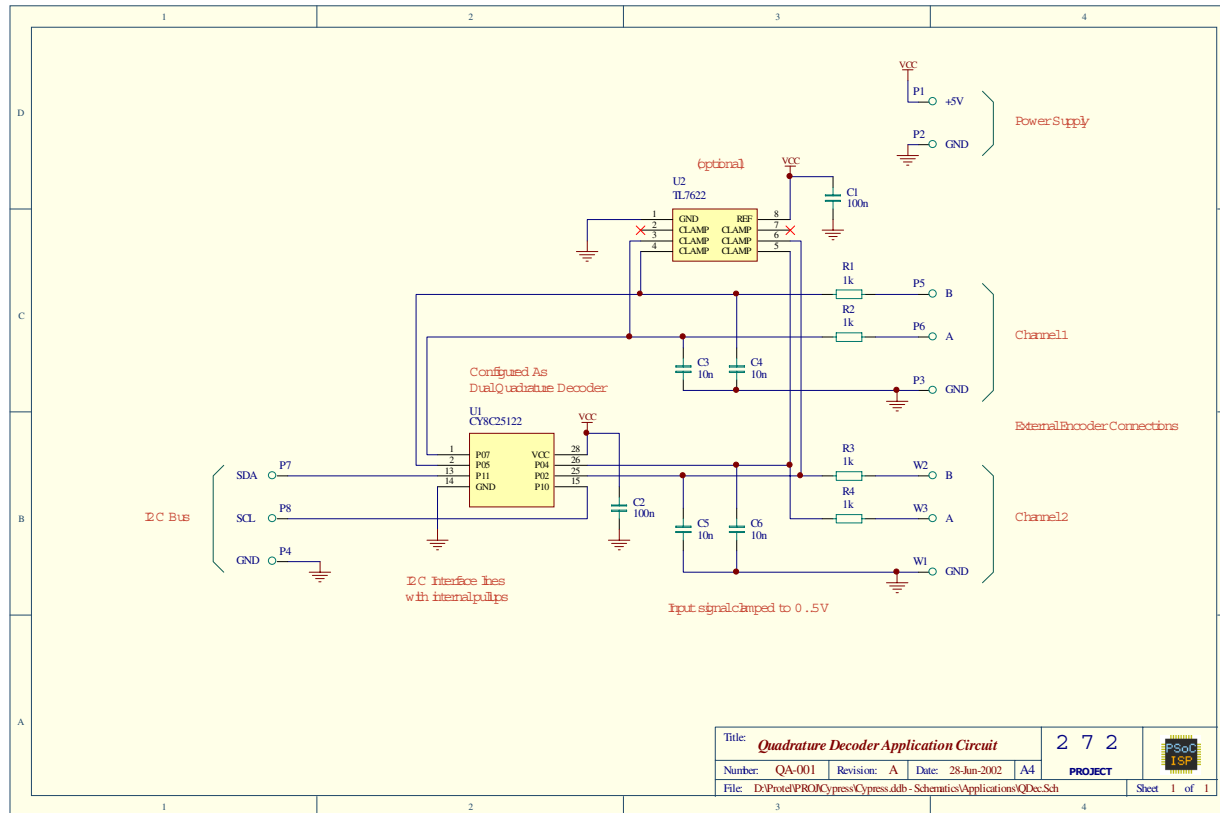 1 2 3 4
D
C
B
A
VCC
P1
+5V
P2
GND
Power Supply
(optional)
VCC
U2
TL7622
C1
100n
1 GND REF 8
2 CLAMP CLAMP 7
3 CLAMP CLAMP 6
4 CLAMP CLAMP 5
R1
1k
P5
B
R2
1k
P6
A
Channel 1
C3
10n
C4
10n
P3
GND
Configured As
Dual Quadrature Decoder
U1
CY8C25122
VCC
External Encoder Connections
1 P07 VCC 28
2 P05 P04 26
13 P11 P02 25
14 GND P10 15
R3
1k
W2
B
R4
1k
W3
A
Channel 2
P7
SDA
P8
SCL
I2C Bus
P4
GND
C2
100n
C5
10n
C6
10n
W1
GND
I2C Interface lines
with internal pullips
Input signal clamped to 0..5V
Title: Quadrature Decoder Application Circuit
2 7 2
PROJECT
PSoC
ISP
Number: QA-001 Revision: A Date: 28-Jun-2002 A4
File: D:\Protel\PROJ\Cypress\Cypress.ddb - Schematics\Applications\QDec.Sch
Sheet 1 of 1
1 2 3 4